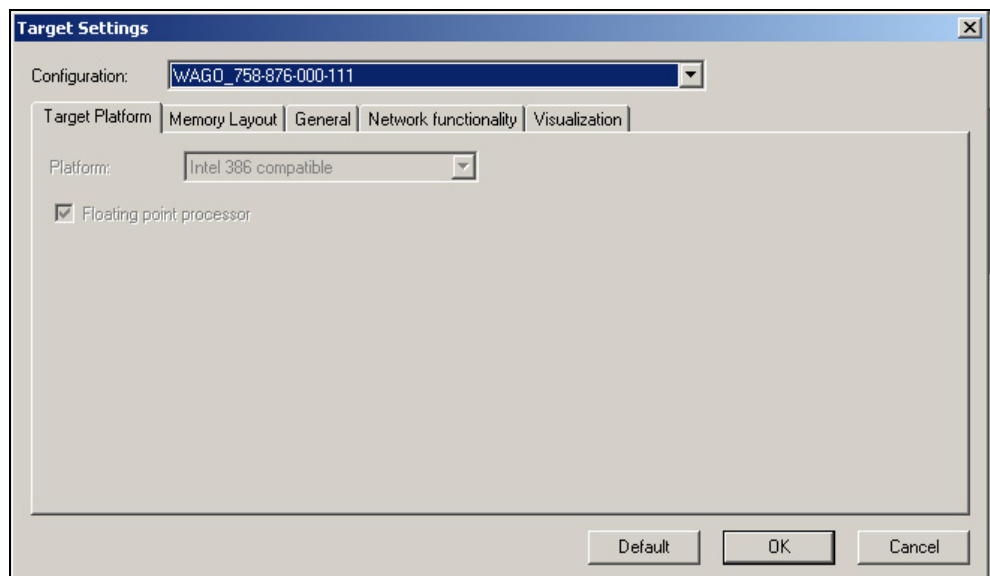 Target Settings
Configuration: WAGO_758-876-000-111
Target Platform Memory Layout General Network functionality Visualization
Platform: Intel 386 compatible
Floating point processor
Default OK Cancel